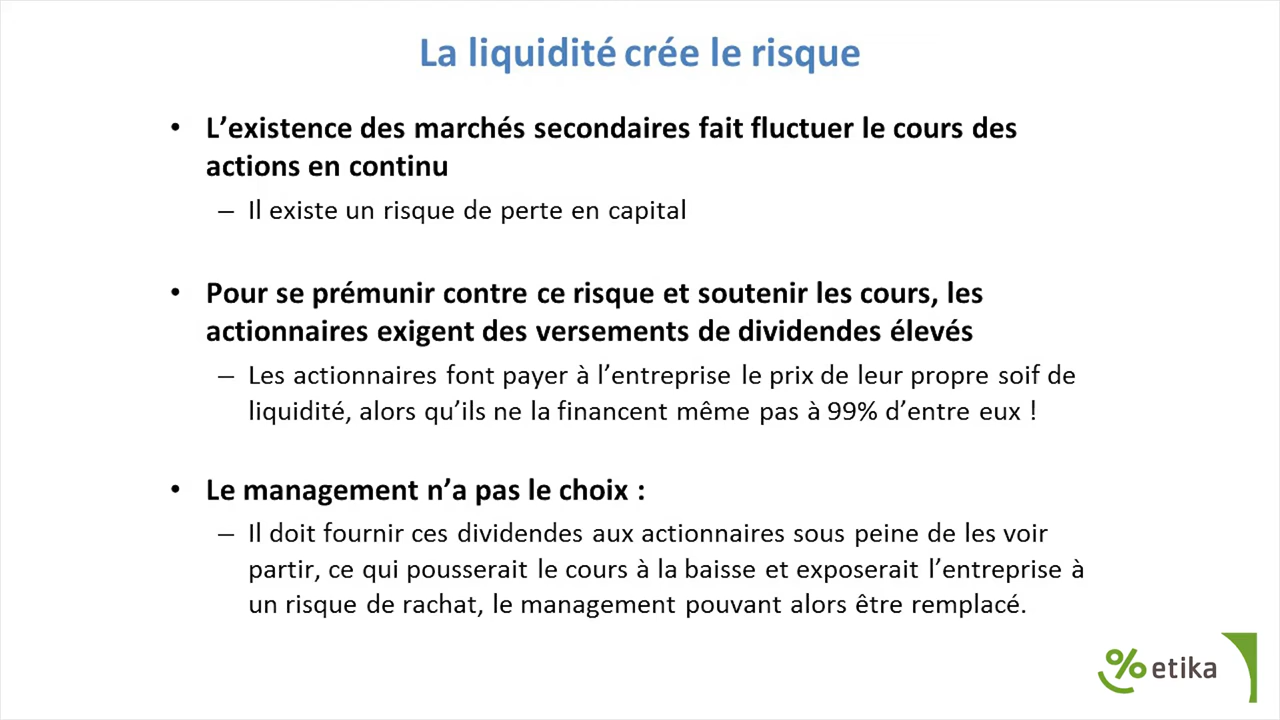 La liquidité crée le risque
• L’existence des marchés secondaires fait fluctuer le cours des
actions en continu
– Il existe un risque de perte en capital
• Pour se prémunir contre ce risque et soutenir les cours, les
actionnaires exigent des versements de dividendes élevés
– Les actionnaires font payer à l’entreprise le prix de leur propre soif de
liquidité, alors qu’ils ne la financent même pas à 99% d’entre eux !
• Le management n’a pas le choix :
– Il doit fournir ces dividendes aux actionnaires sous peine de les voir
partir, ce qui pousserait le cours à la baisse et exposerait l’entreprise à
un risque de rachat, le management pouvant alors être remplacé.
% etika